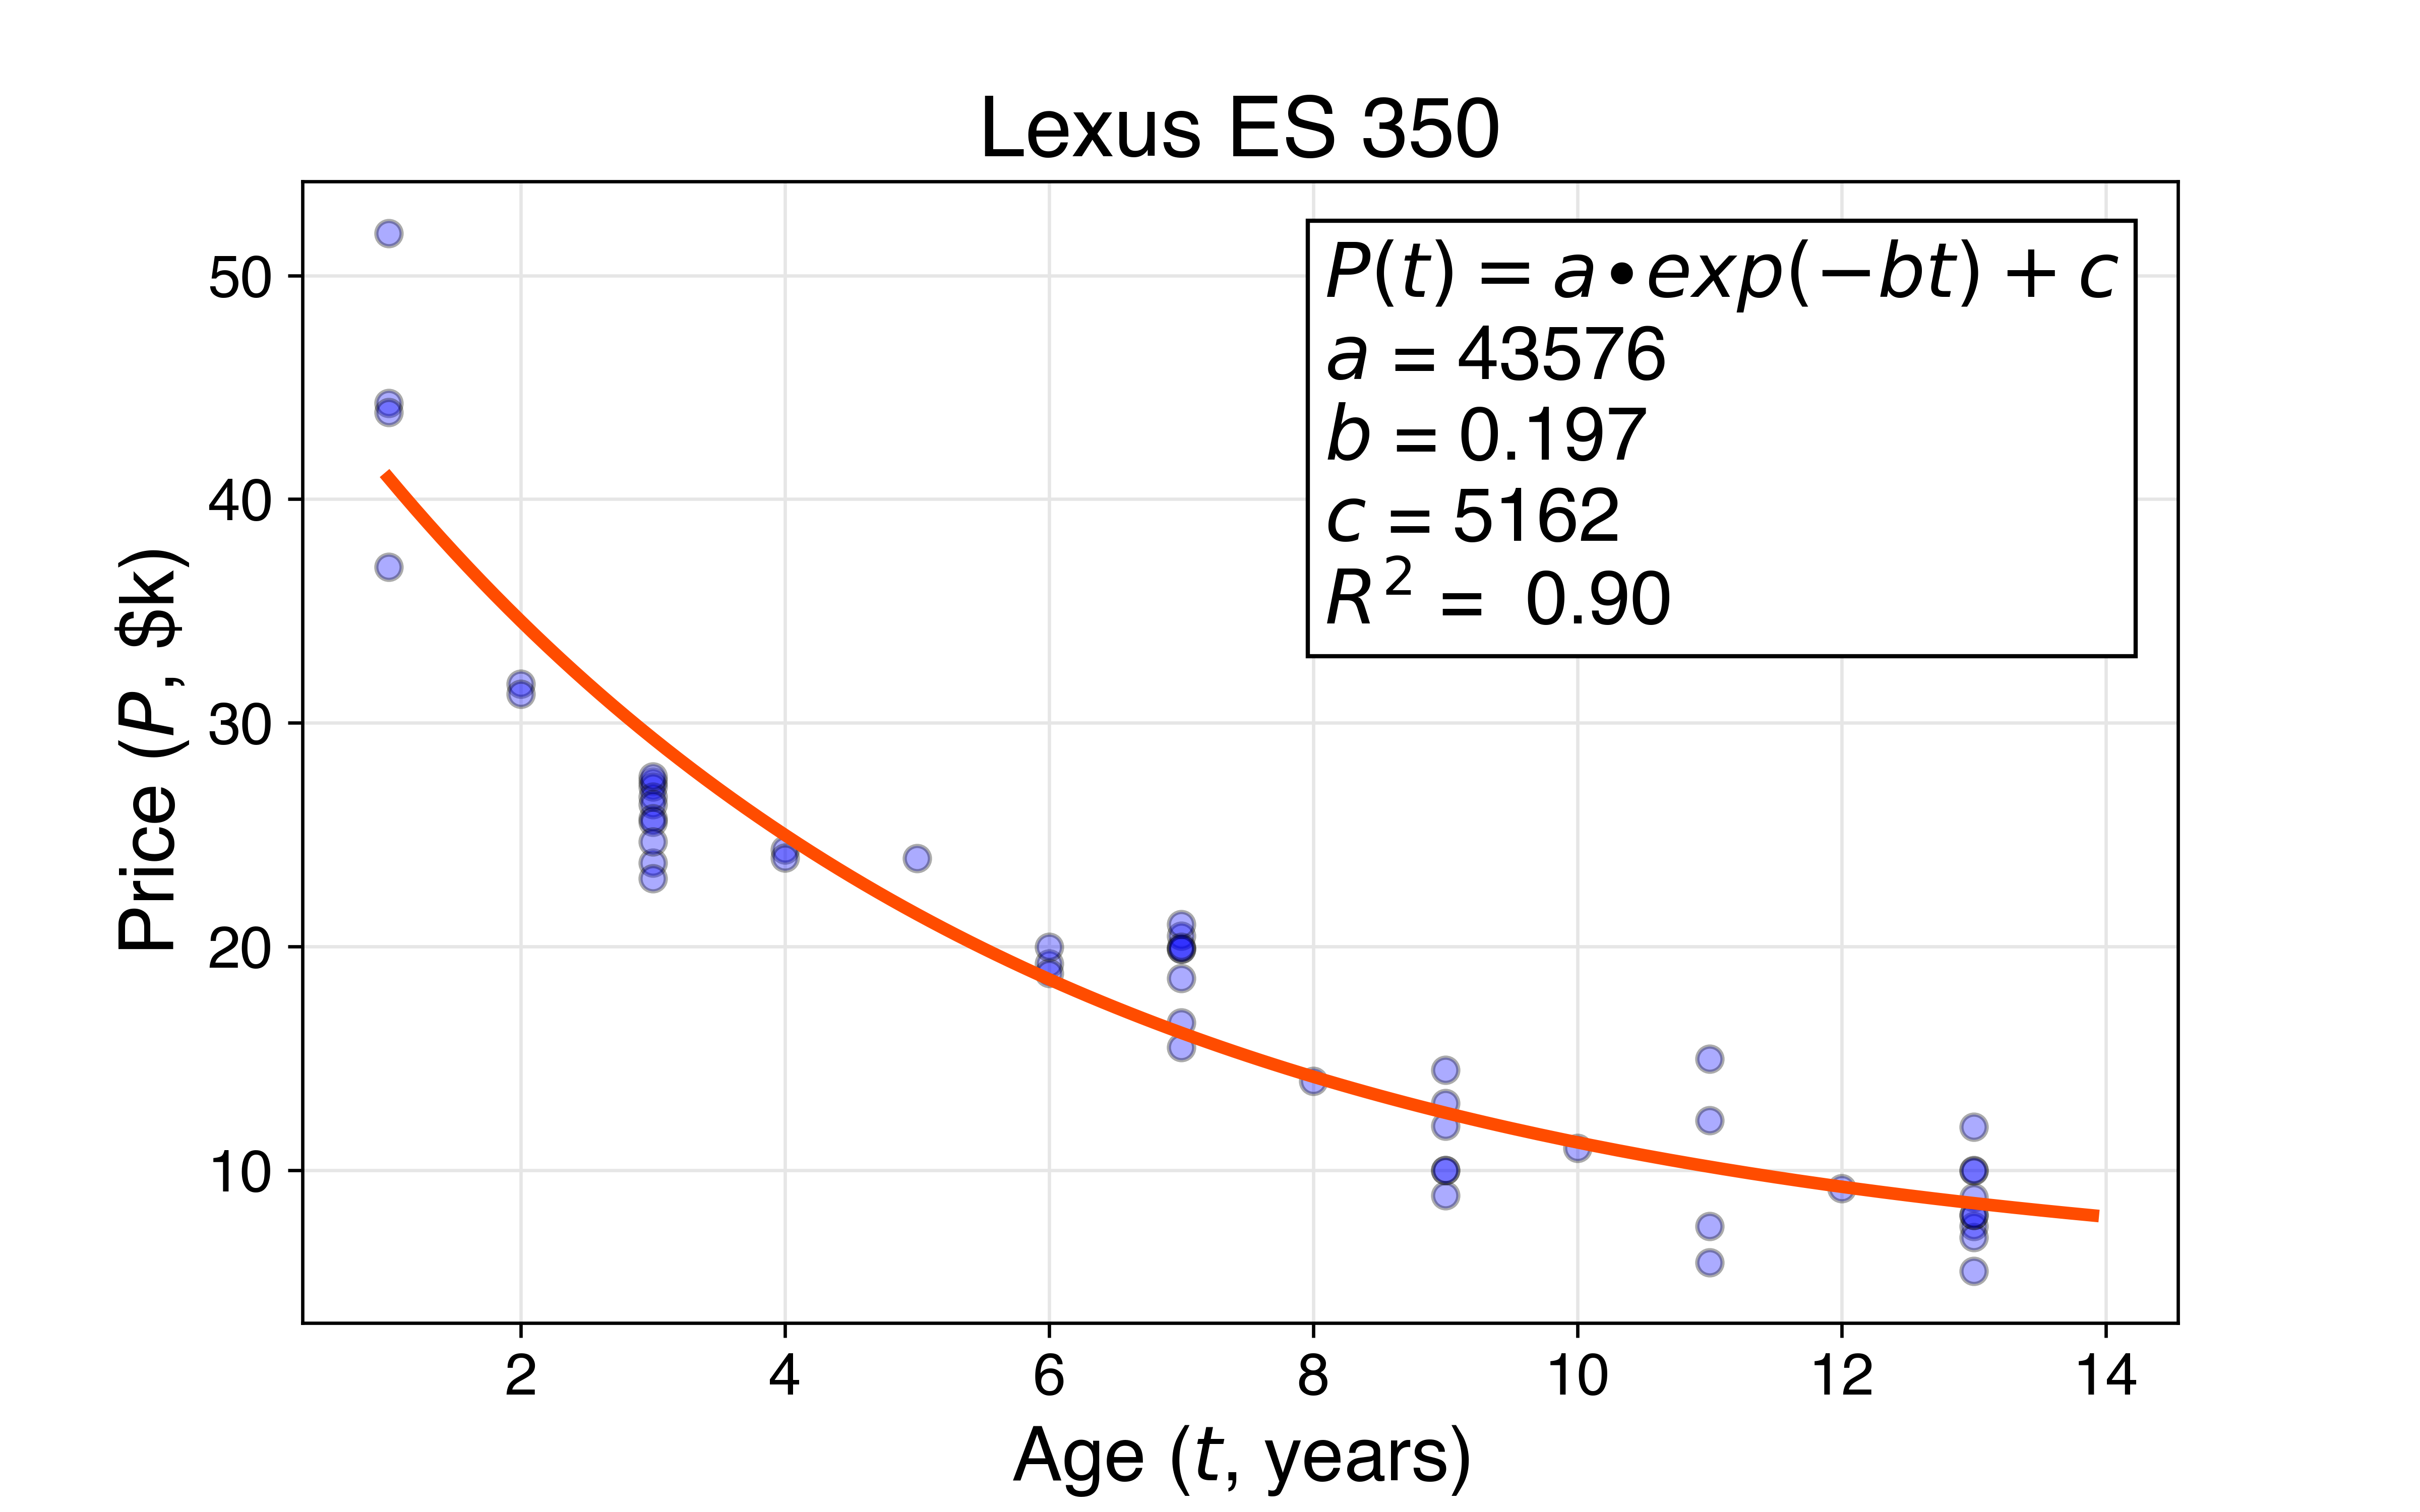 Lexus ES 350
P(t) = a•exp(−bt) + c
a = 43576
b = 0.197
c = 5162
R² = 0.90
Price (P, $k)
50
40
30
20
10
2 4 6 8 10 12 14
Age (t, years)